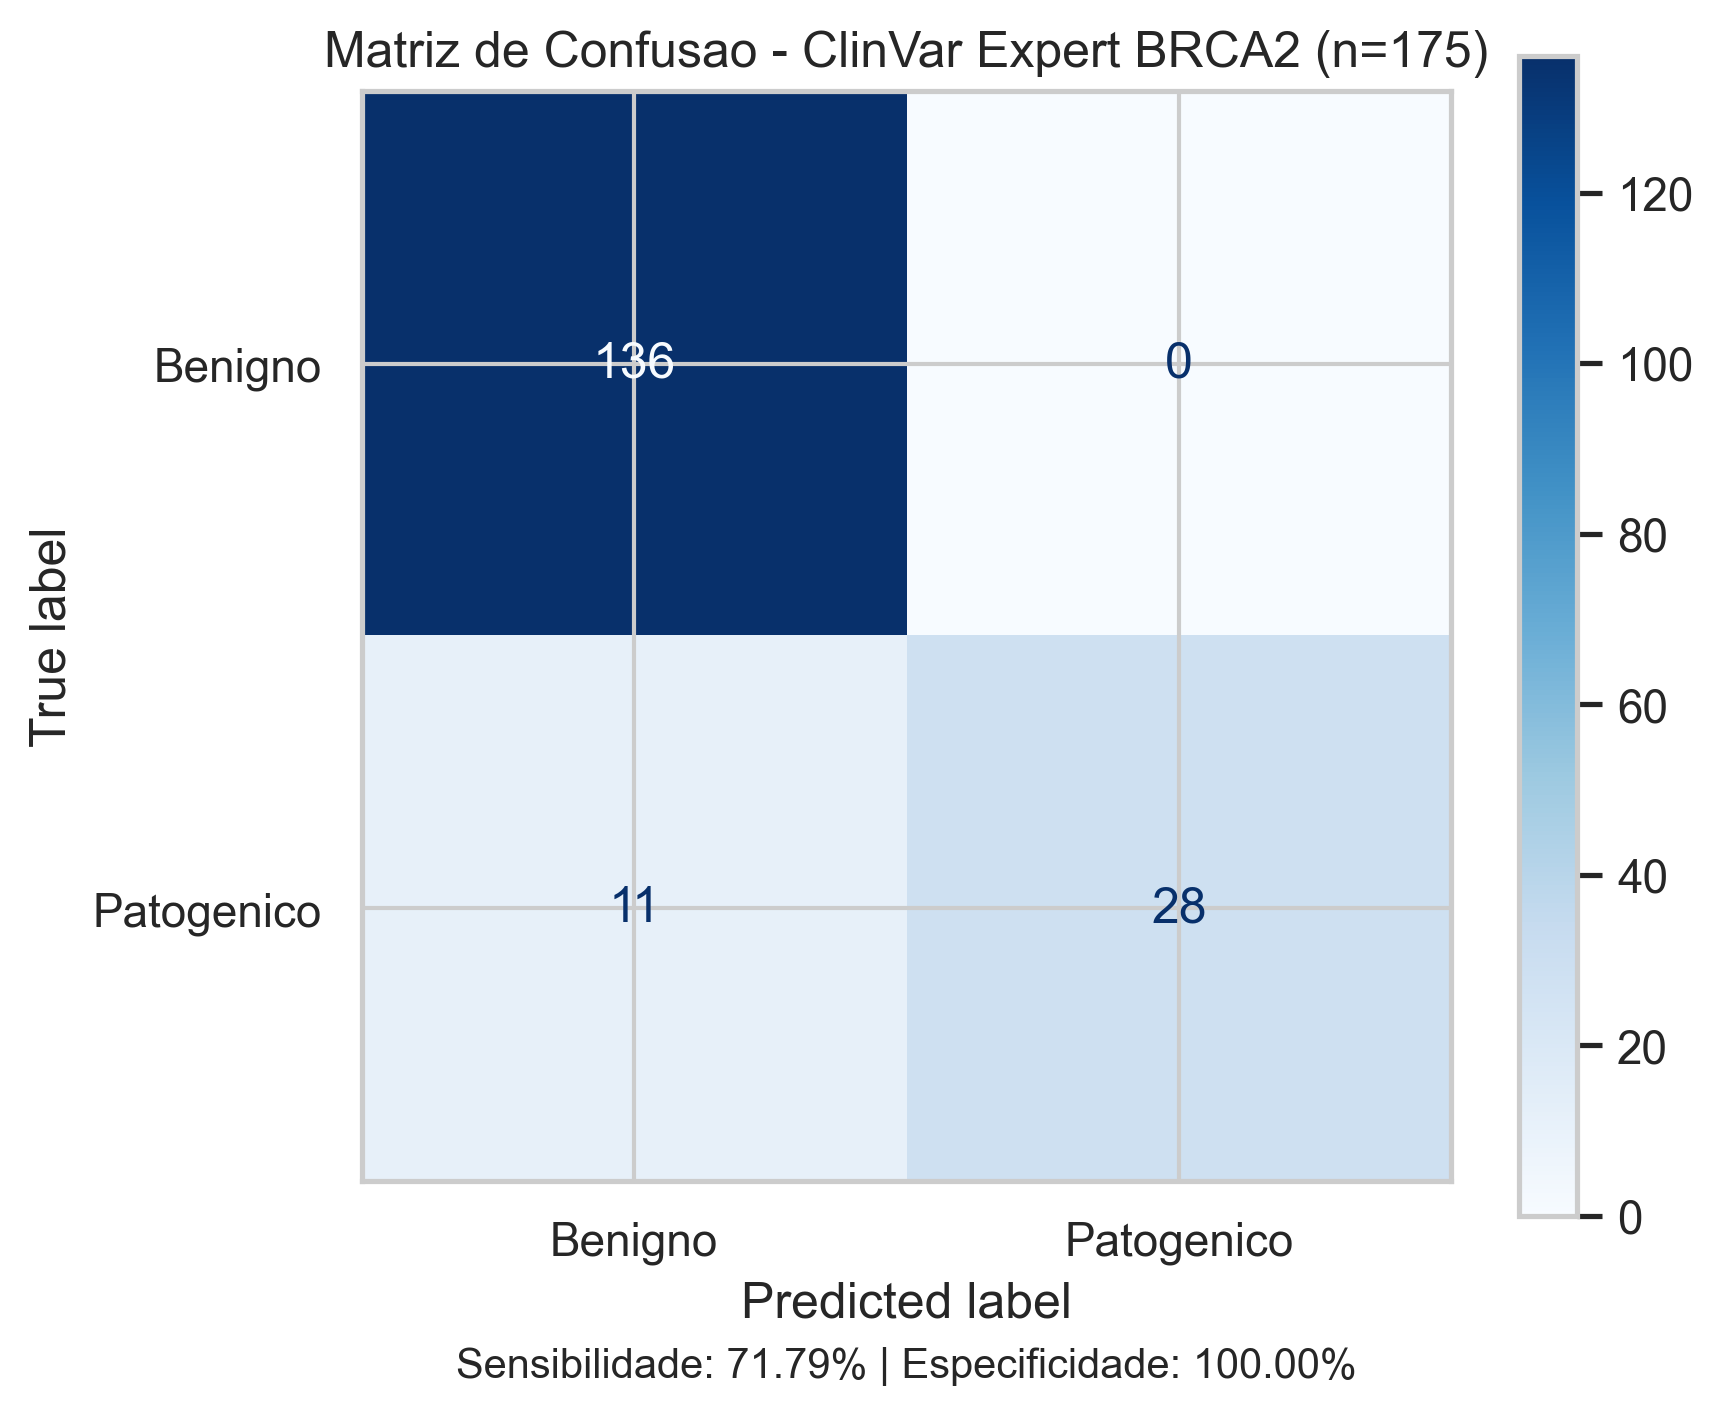 Matriz de Confusao - ClinVar Expert BRCA2 (n=175)
True label
Benigno
136
0
Patogenico
11
28
Benigno
Patogenico
Predicted label
Sensibilidade: 71.79% | Especificidade: 100.00%
120
100
80
60
40
20
0